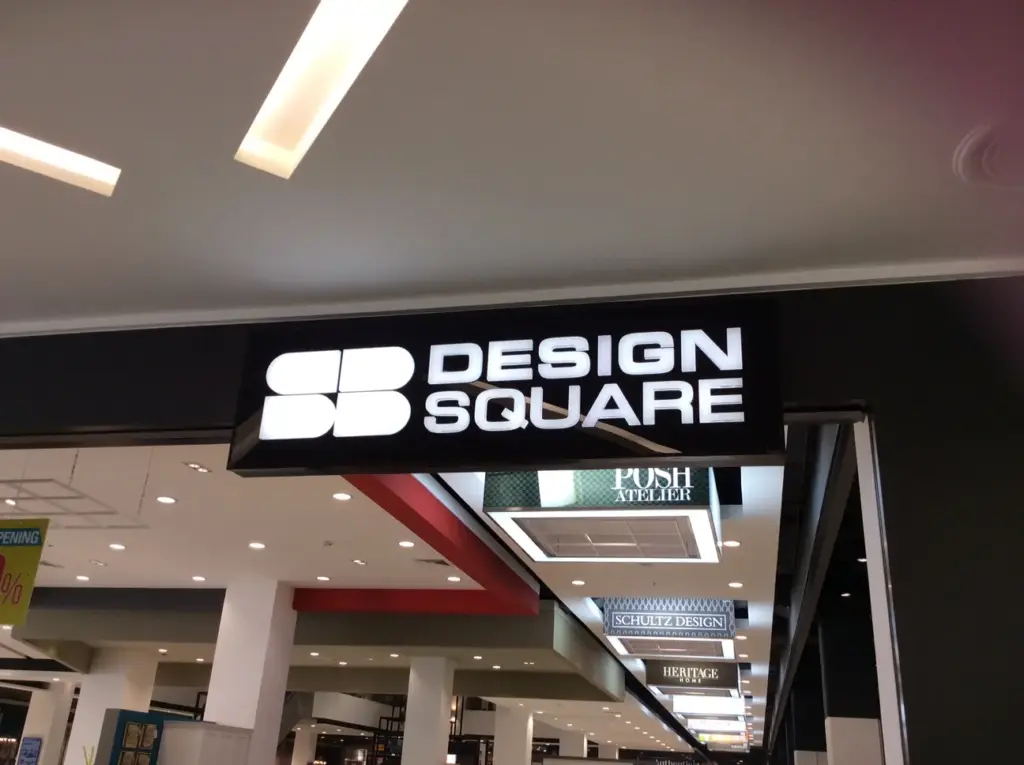 DESIGN
SQUARE
POSH
ATELIER
SCHULTZ DESIGN
HERITAGE
HOME
PENING
%